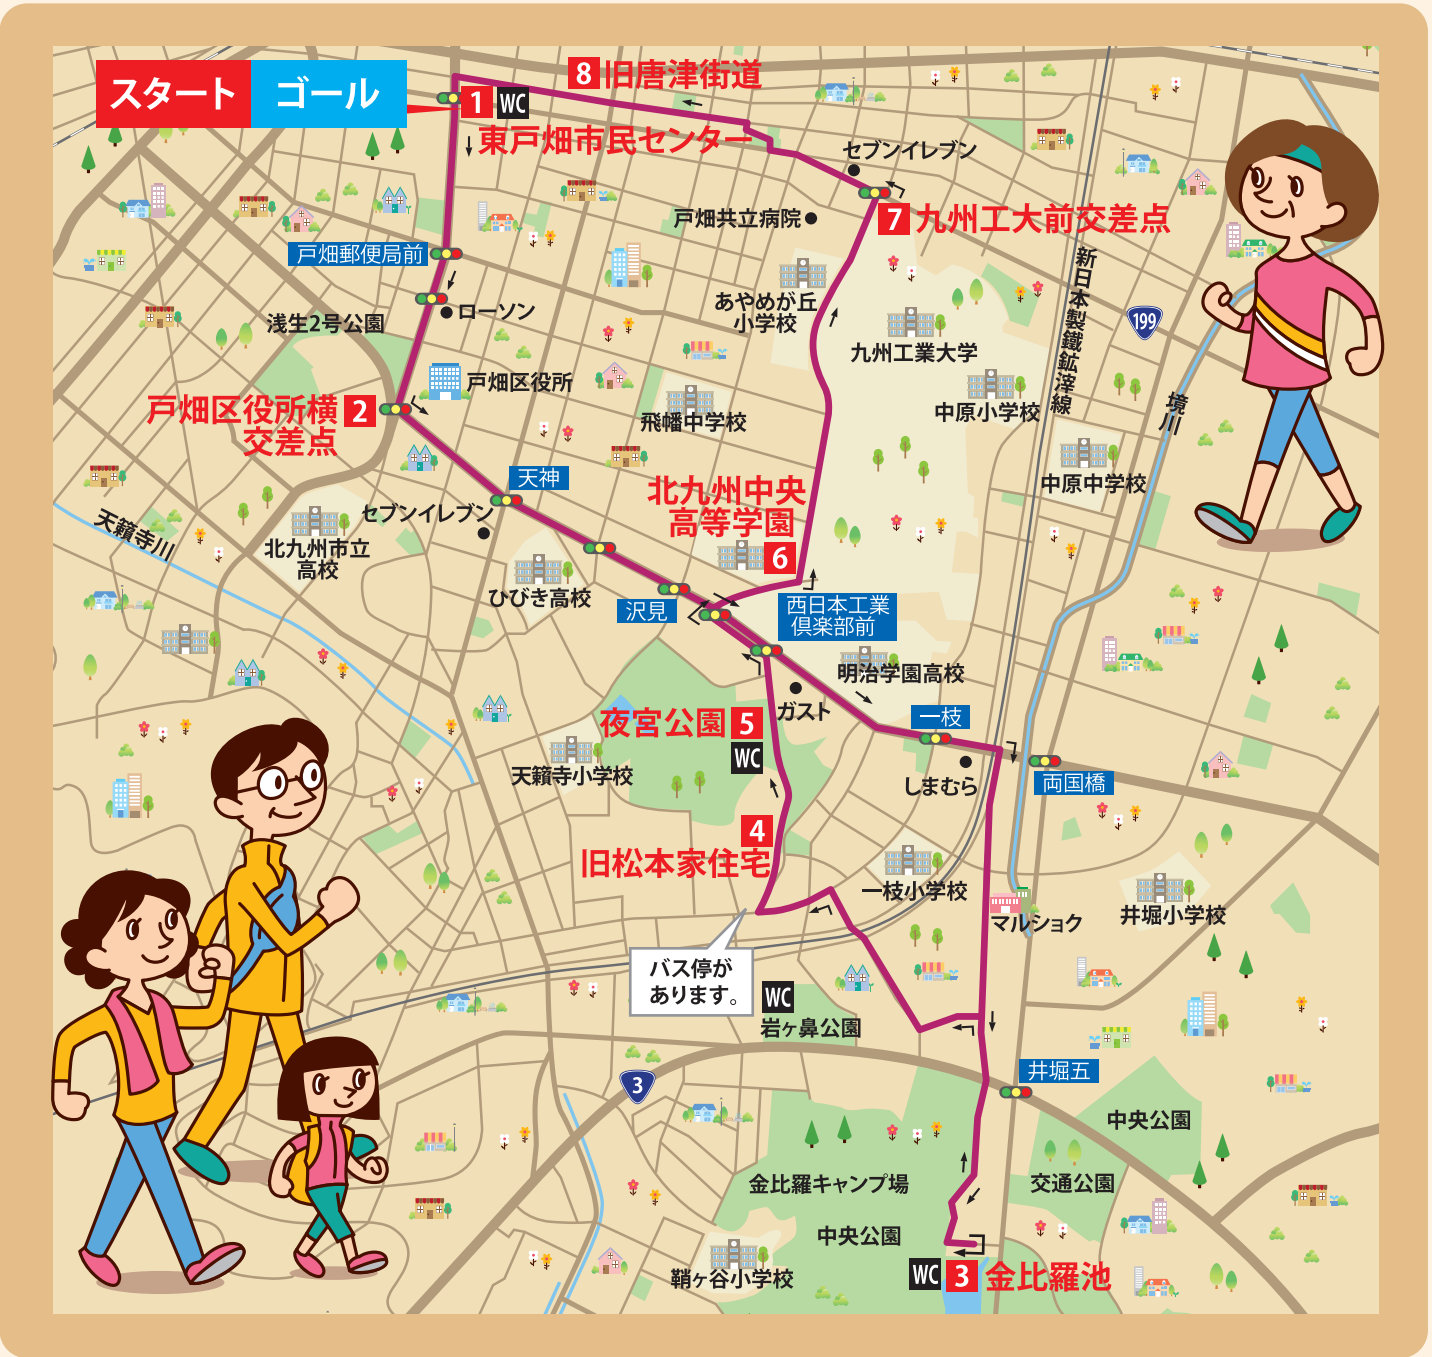 スタート
ゴール
8 旧唐津街道
1 WC
東戸畑市民センター
セブンイレブン
7 九州工大前交差点
戸畑共立病院
戸畑郵便局前
ローソン
浅生2号公園
あやめが丘
小学校
九州工業大学
新日本製鐵鉱滓線
199
境川
戸畑区役所
戸畑区役所横 2
交差点
飛幡中学校
中原小学校
中原中学校
天神
セブンイレブン
天籟寺川
北九州市立
高校
北九州中央
高等学園
6
ひびき高校
沢見
西日本工業
倶楽部前
明治学園高校
ガスト
夜宮公園 5
WC
一枝
しまむら
両国橋
天籟寺小学校
4
旧松本家住宅
一枝小学校
マルショク
井堀小学校
バス停が
あります。
WC
岩ヶ鼻公園
3
井堀五
中央公園
交通公園
金比羅キャンプ場
中央公園
鞘ヶ谷小学校
WC 3 金比羅池